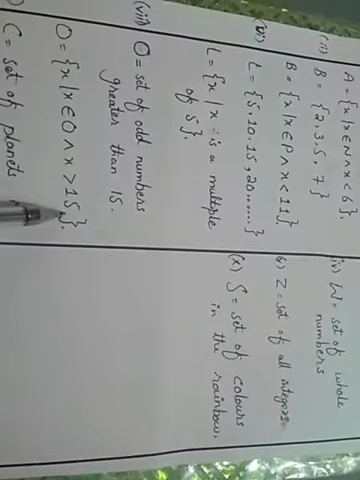 A = {x | x ∈ N ∧ x < 6}.
(ii) B = {2, 3, 5, 7}
B = {x | x ∈ P ∧ x < 11}
(vi) L = {5, 10, 15, 20......}
L = {x | x is a multiple
of 5}.
(viii) O = set of odd numbers
greater than 15.
O = {x | x ∈ O ∧ x > 15}.
C = set of planets
iv) W = set of whole
numbers
Z = set of all integers
(x) S = set of colours
in the rainbow.